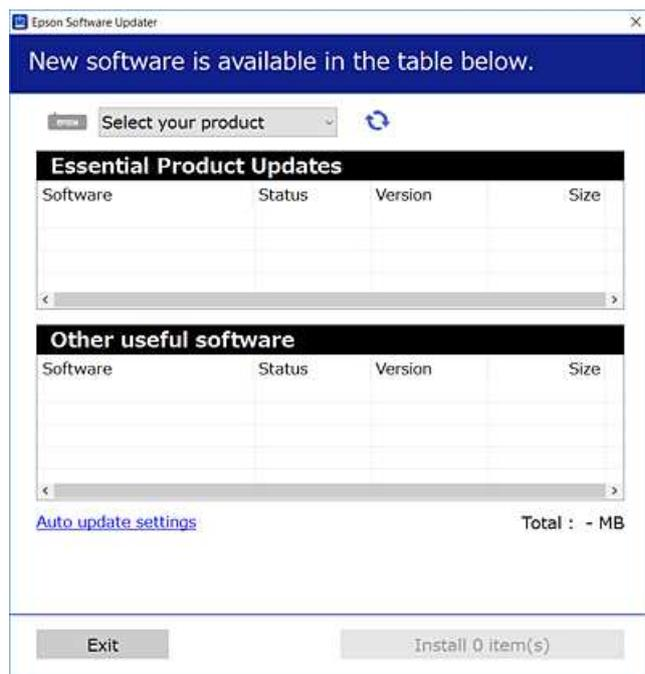 Epson Software Updater
New software is available in the table below.
EPSON Select your product
Essential Product Updates
Software Status Version Size
Other useful software
Software Status Version Size
Auto update settings Total : - MB
Exit Install 0 item(s)